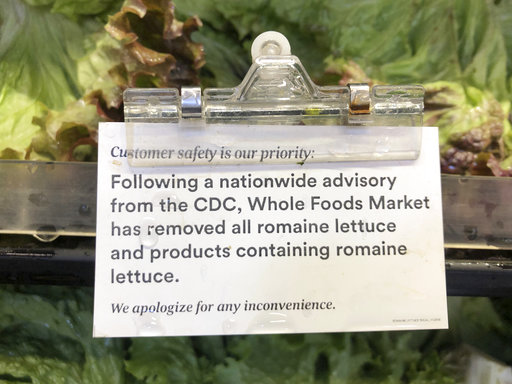 Customer safety is our priority:
Following a nationwide advisory
from the CDC, Whole Foods Market
has removed all romaine lettuce
and products containing romaine
lettuce.
We apologize for any inconvenience.